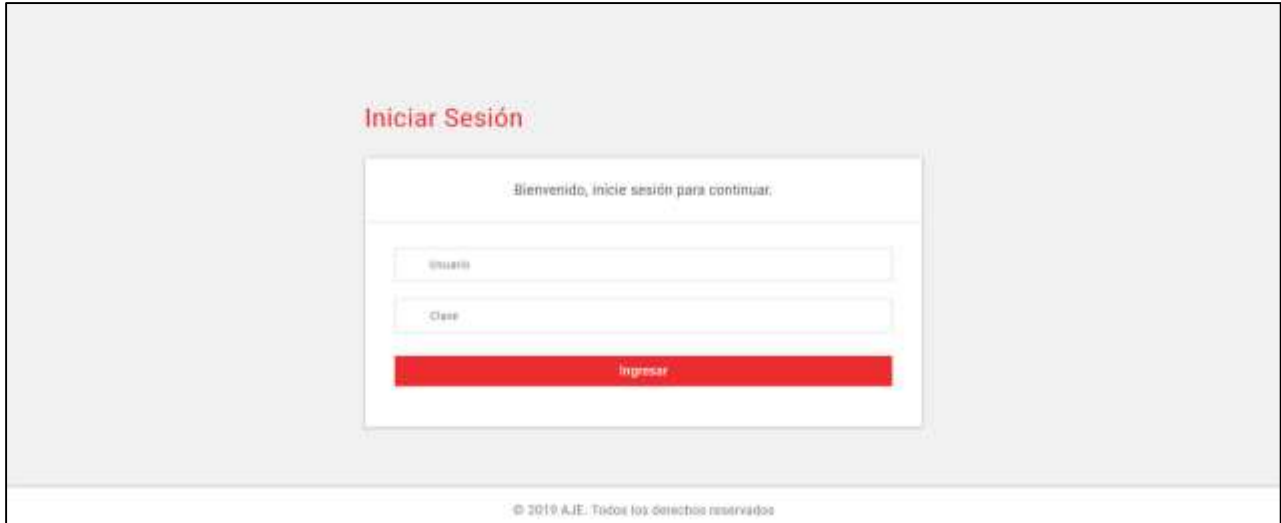 Iniciar Sesión
Bienvenido, inicie sesión para continuar.
Usuario
Clave
Ingresar
© 2019 AJE. Todos los derechos reservados